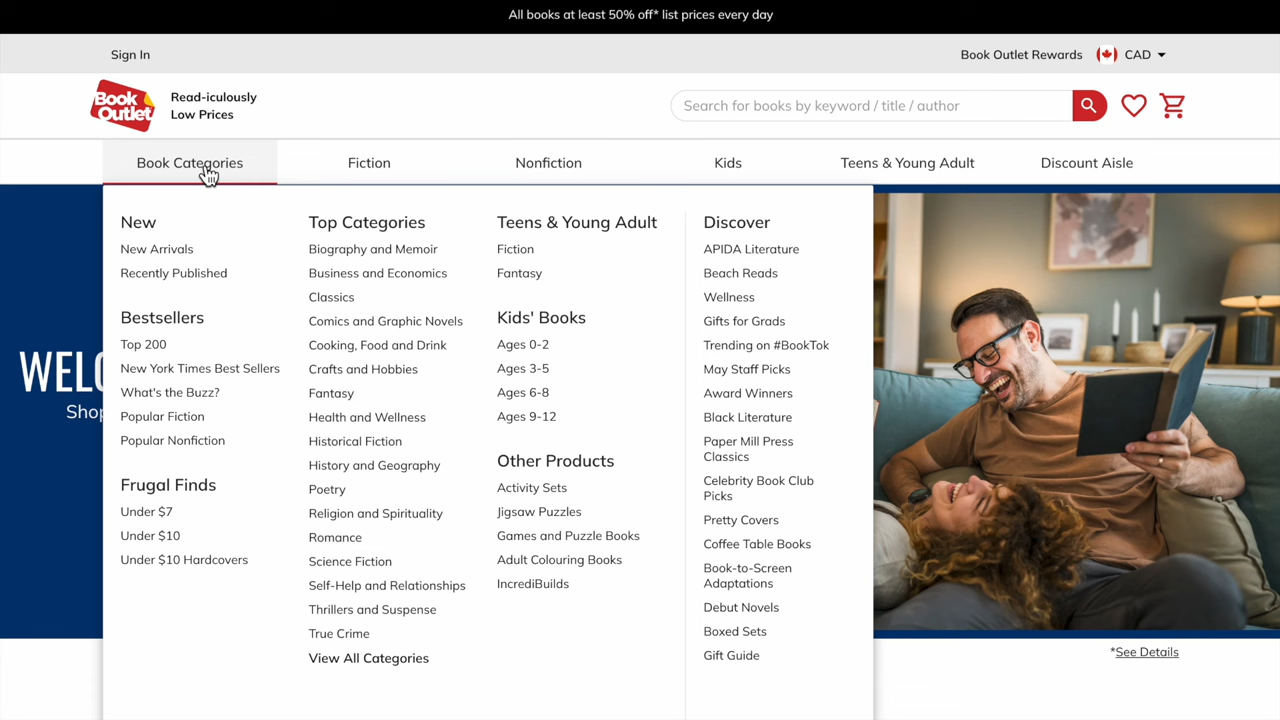 All books at least 50% off* list prices every day
Sign In
Book Outlet Rewards
CAD
Book
Outlet
Read-iculously
Low Prices
Search for books by keyword / title / author
Book Categories
Fiction
Nonfiction
Kids
Teens & Young Adult
Discount Aisle
New
New Arrivals
Recently Published
Bestsellers
Top 200
New York Times Best Sellers
What's the Buzz?
Popular Fiction
Popular Nonfiction
Frugal Finds
Under $7
Under $10
Under $10 Hardcovers
Top Categories
Biography and Memoir
Business and Economics
Classics
Comics and Graphic Novels
Cooking, Food and Drink
Crafts and Hobbies
Fantasy
Health and Wellness
Historical Fiction
History and Geography
Poetry
Religion and Spirituality
Romance
Science Fiction
Self-Help and Relationships
Thrillers and Suspense
True Crime
View All Categories
Teens & Young Adult
Fiction
Fantasy
Kids' Books
Ages 0-2
Ages 3-5
Ages 6-8
Ages 9-12
Other Products
Activity Sets
Jigsaw Puzzles
Games and Puzzle Books
Adult Colouring Books
IncrediBuilds
Discover
APIDA Literature
Beach Reads
Wellness
Gifts for Grads
Trending on #BookTok
May Staff Picks
Award Winners
Black Literature
Paper Mill Press
Classics
Celebrity Book Club
Picks
Pretty Covers
Coffee Table Books
Book-to-Screen
Adaptations
Debut Novels
Boxed Sets
Gift Guide
WELC
Shop
*See Details